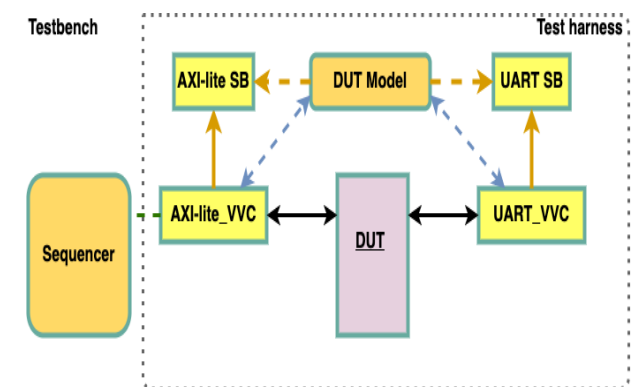 Testbench
Test harness
AXI-lite SB
DUT Model
UART SB
AXI-lite_VVC
UART_VVC
DUT
Sequencer